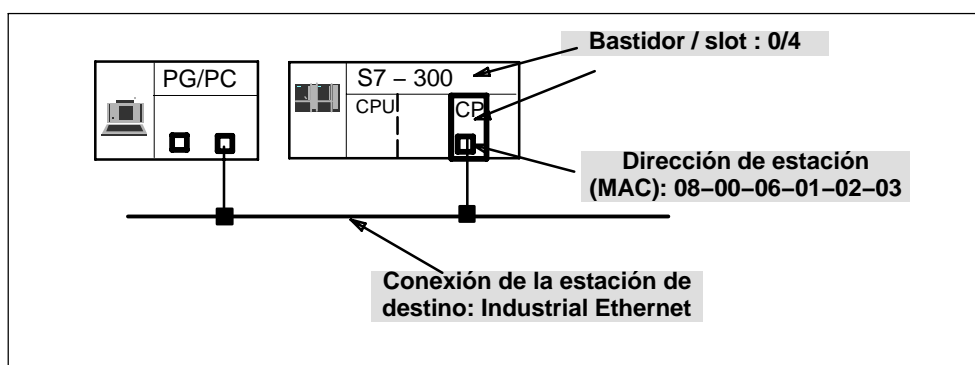 Bastidor / slot : 0/4
PG/PC
S7 – 300
CPU
CP
Dirección de estación
(MAC): 08–00–06–01–02–03
Conexión de la estación de
destino: Industrial Ethernet